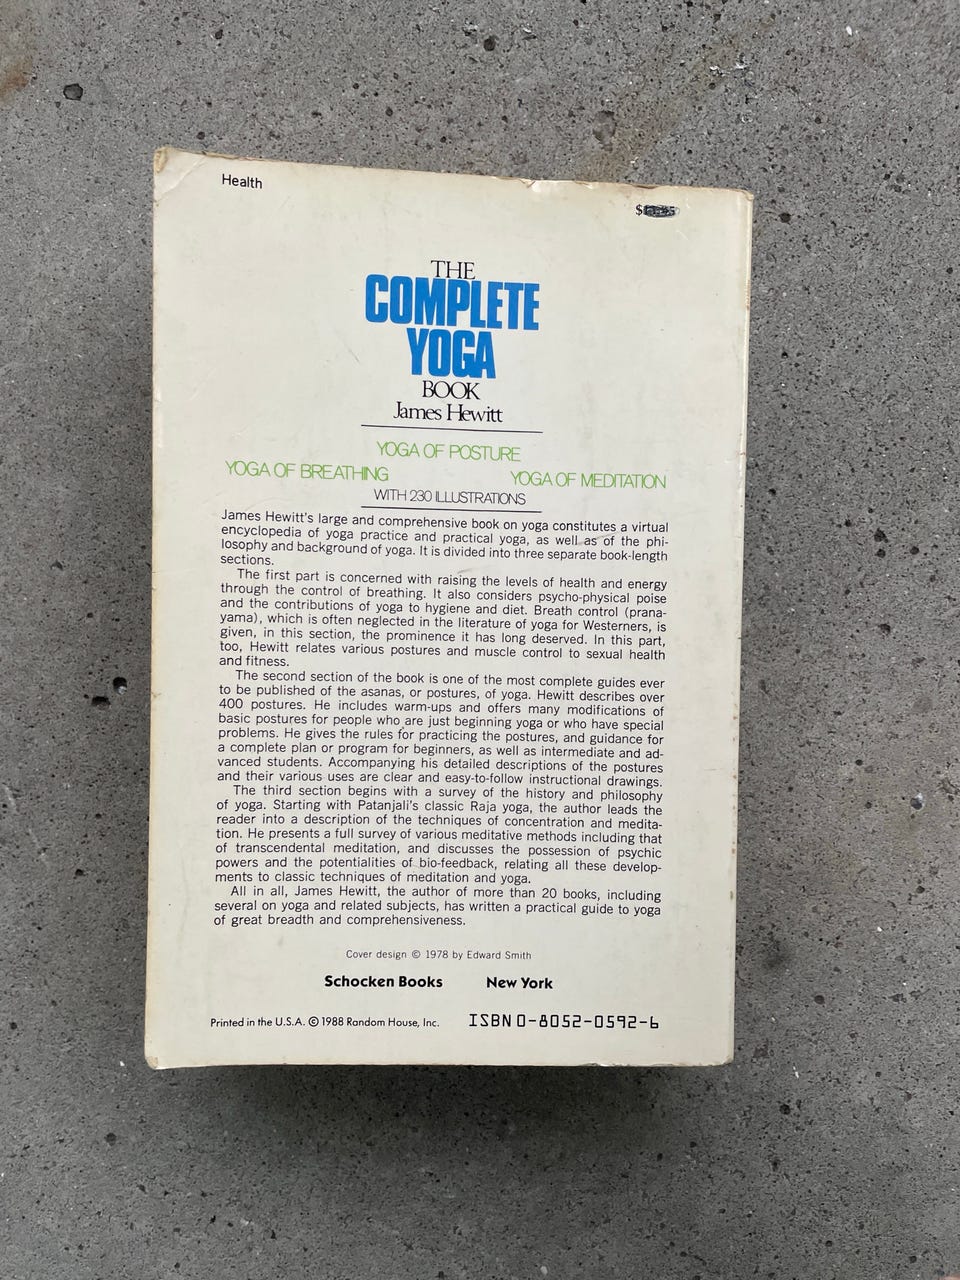 Health
$
THE
COMPLETE
YOGA
BOOK
James Hewitt
YOGA OF POSTURE
YOGA OF BREATHING YOGA OF MEDITATION
WITH 230 ILLUSTRATIONS
James Hewitt's large and comprehensive book on yoga constitutes a virtual
encyclopedia of yoga practice and practical yoga, as well as of the phi-
losophy and background of yoga. It is divided into three separate book-length
sections.
The first part is concerned with raising the levels of health and energy
through the control of breathing. It also considers psycho-physical poise
and the contributions of yoga to hygiene and diet. Breath control (prana-
yama), which is often neglected in the literature of yoga for Westerners, is
given, in this section, the prominence it has long deserved. In this part,
too, Hewitt relates various postures and muscle control to sexual health
and fitness.
The second section of the book is one of the most complete guides ever
to be published of the asanas, or postures, of yoga. Hewitt describes over
400 postures. He includes warm-ups and offers many modifications of
basic postures for people who are just beginning yoga or who have special
problems. He gives the rules for practicing the postures, and guidance for
a complete plan or program for beginners, as well as intermediate and ad-
vanced students. Accompanying his detailed descriptions of the postures
and their various uses are clear and easy-to-follow instructional drawings.
The third section begins with a survey of the history and philosophy
of yoga. Starting with Patanjali's classic Raja yoga, the author leads the
reader into a description of the techniques of concentration and medita-
tion. He presents a full survey of various meditative methods including that
of transcendental meditation, and discusses the possession of psychic
powers and the potentialities of bio-feedback, relating all these develop-
ments to classic techniques of meditation and yoga.
All in all, James Hewitt, the author of more than 20 books, including
several on yoga and related subjects, has written a practical guide to yoga
of great breadth and comprehensiveness.
Cover design © 1978 by Edward Smith
Schocken Books New York
Printed in the U.S.A. © 1988 Random House, Inc. ISBN 0-8052-0592-6